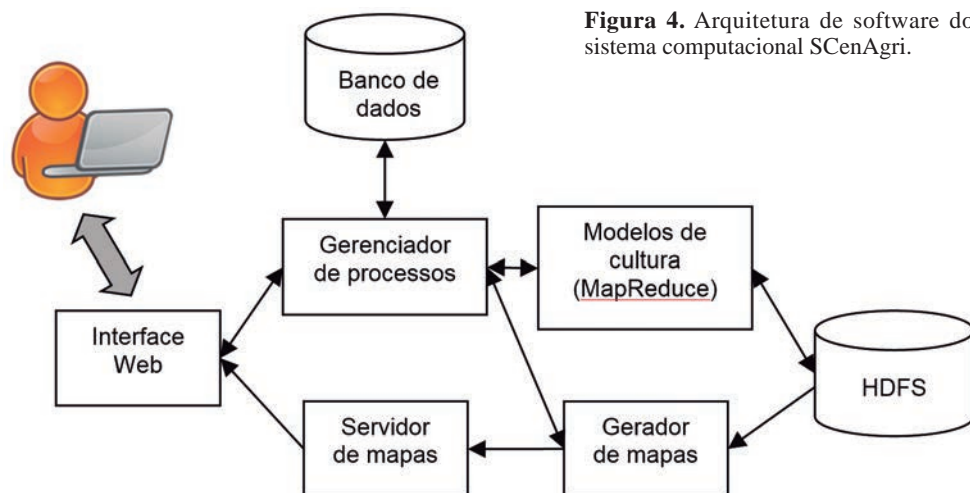 Figura 4. Arquitetura de software do
sistema computacional SCenAgri.
Banco de
dados
Gerenciador
de processos
Modelos de
cultura
(MapReduce)
Interface
Web
HDFS
Servidor
de mapas
Gerador
de mapas